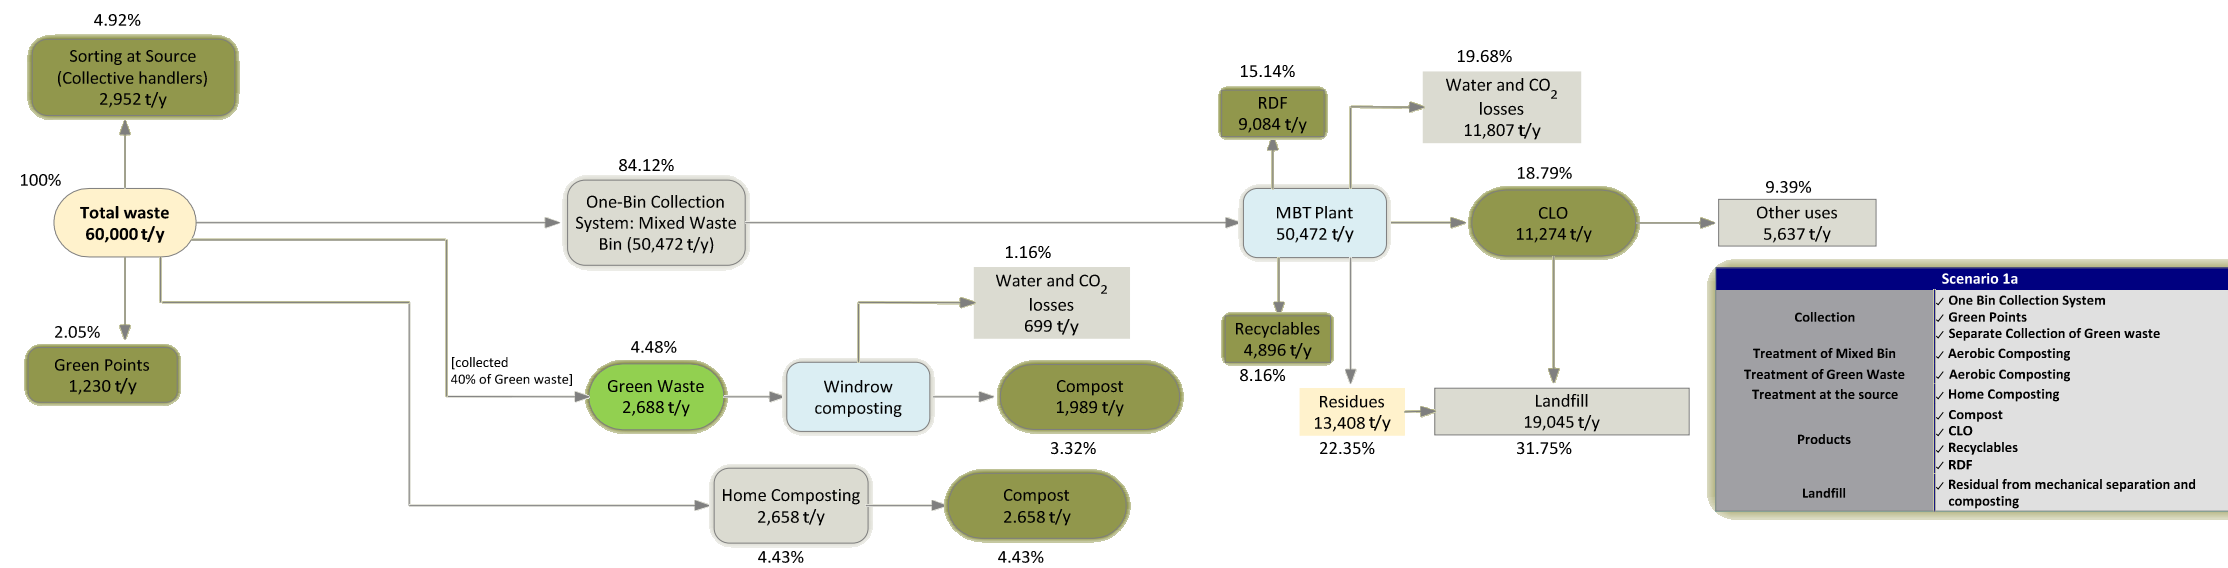 4.92%
Sorting at Source
(Collective handlers)
2,952 t/y
100%
Total waste
60,000 t/y
2.05%
Green Points
1,230 t/y
84.12%
One-Bin Collection
System: Mixed Waste
Bin (50,472 t/y)
[collected
40% of Green waste]
4.48%
Green Waste
2,688 t/y
Windrow
composting
1.16%
Water and CO2
losses
699 t/y
Compost
1,989 t/y
3.32%
Home Composting
2,658 t/y
4.43%
Compost
2.658 t/y
4.43%
15.14%
RDF
9,084 t/y
19.68%
Water and CO2
losses
11,807 t/y
MBT Plant
50,472 t/y
18.79%
CLO
11,274 t/y
9.39%
Other uses
5,637 t/y
Recyclables
4,896 t/y
8.16%
Residues
13,408 t/y
22.35%
Landfill
19,045 t/y
31.75%
Scenario 1a
Collection
✓ One Bin Collection System
✓ Green Points
✓ Separate Collection of Green waste
Treatment of Mixed Bin
✓ Aerobic Composting
Treatment of Green Waste
✓ Aerobic Composting
Treatment at the source
✓ Home Composting
Products
✓ Compost
✓ CLO
✓ Recyclables
✓ RDF
Landfill
✓ Residual from mechanical separation and
composting